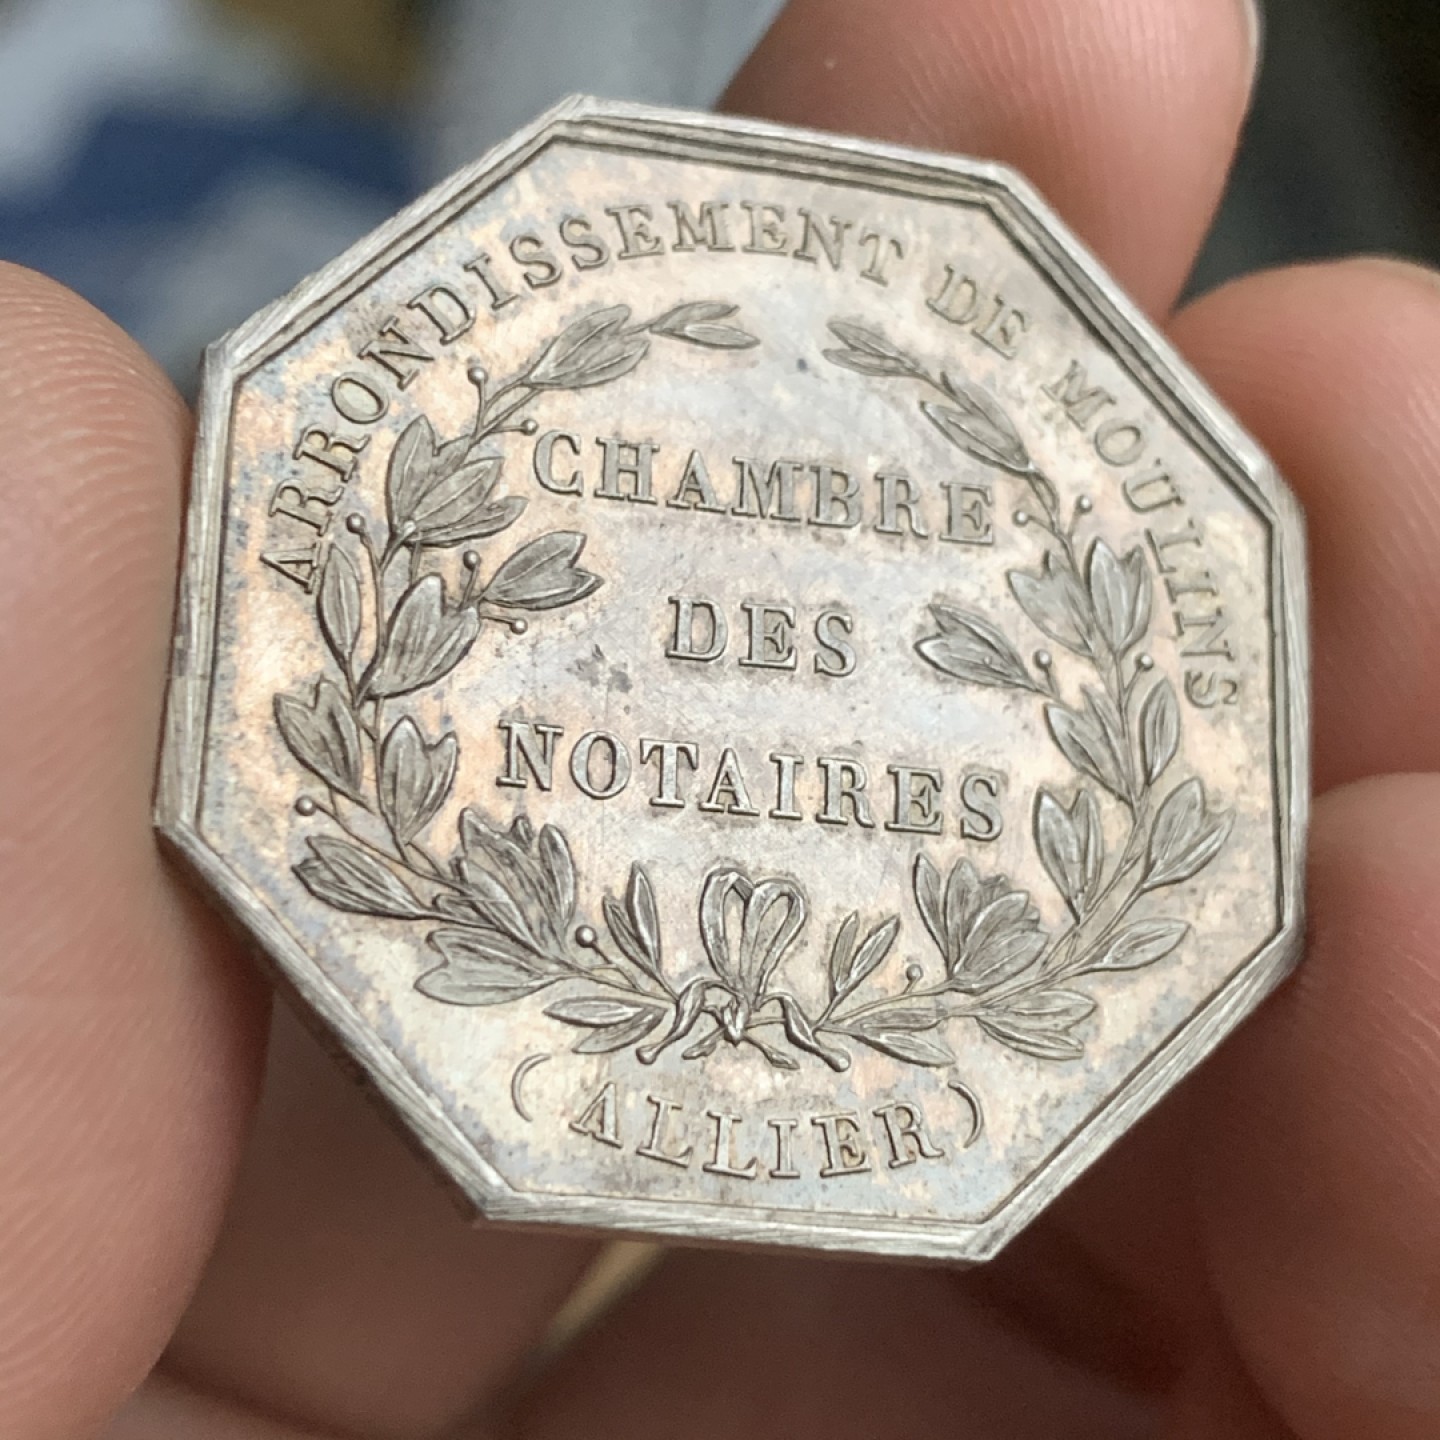 ARRONDISSEMENT DE MOULINS
CHAMBRE
DES
NOTAIRES
(ALLIER)